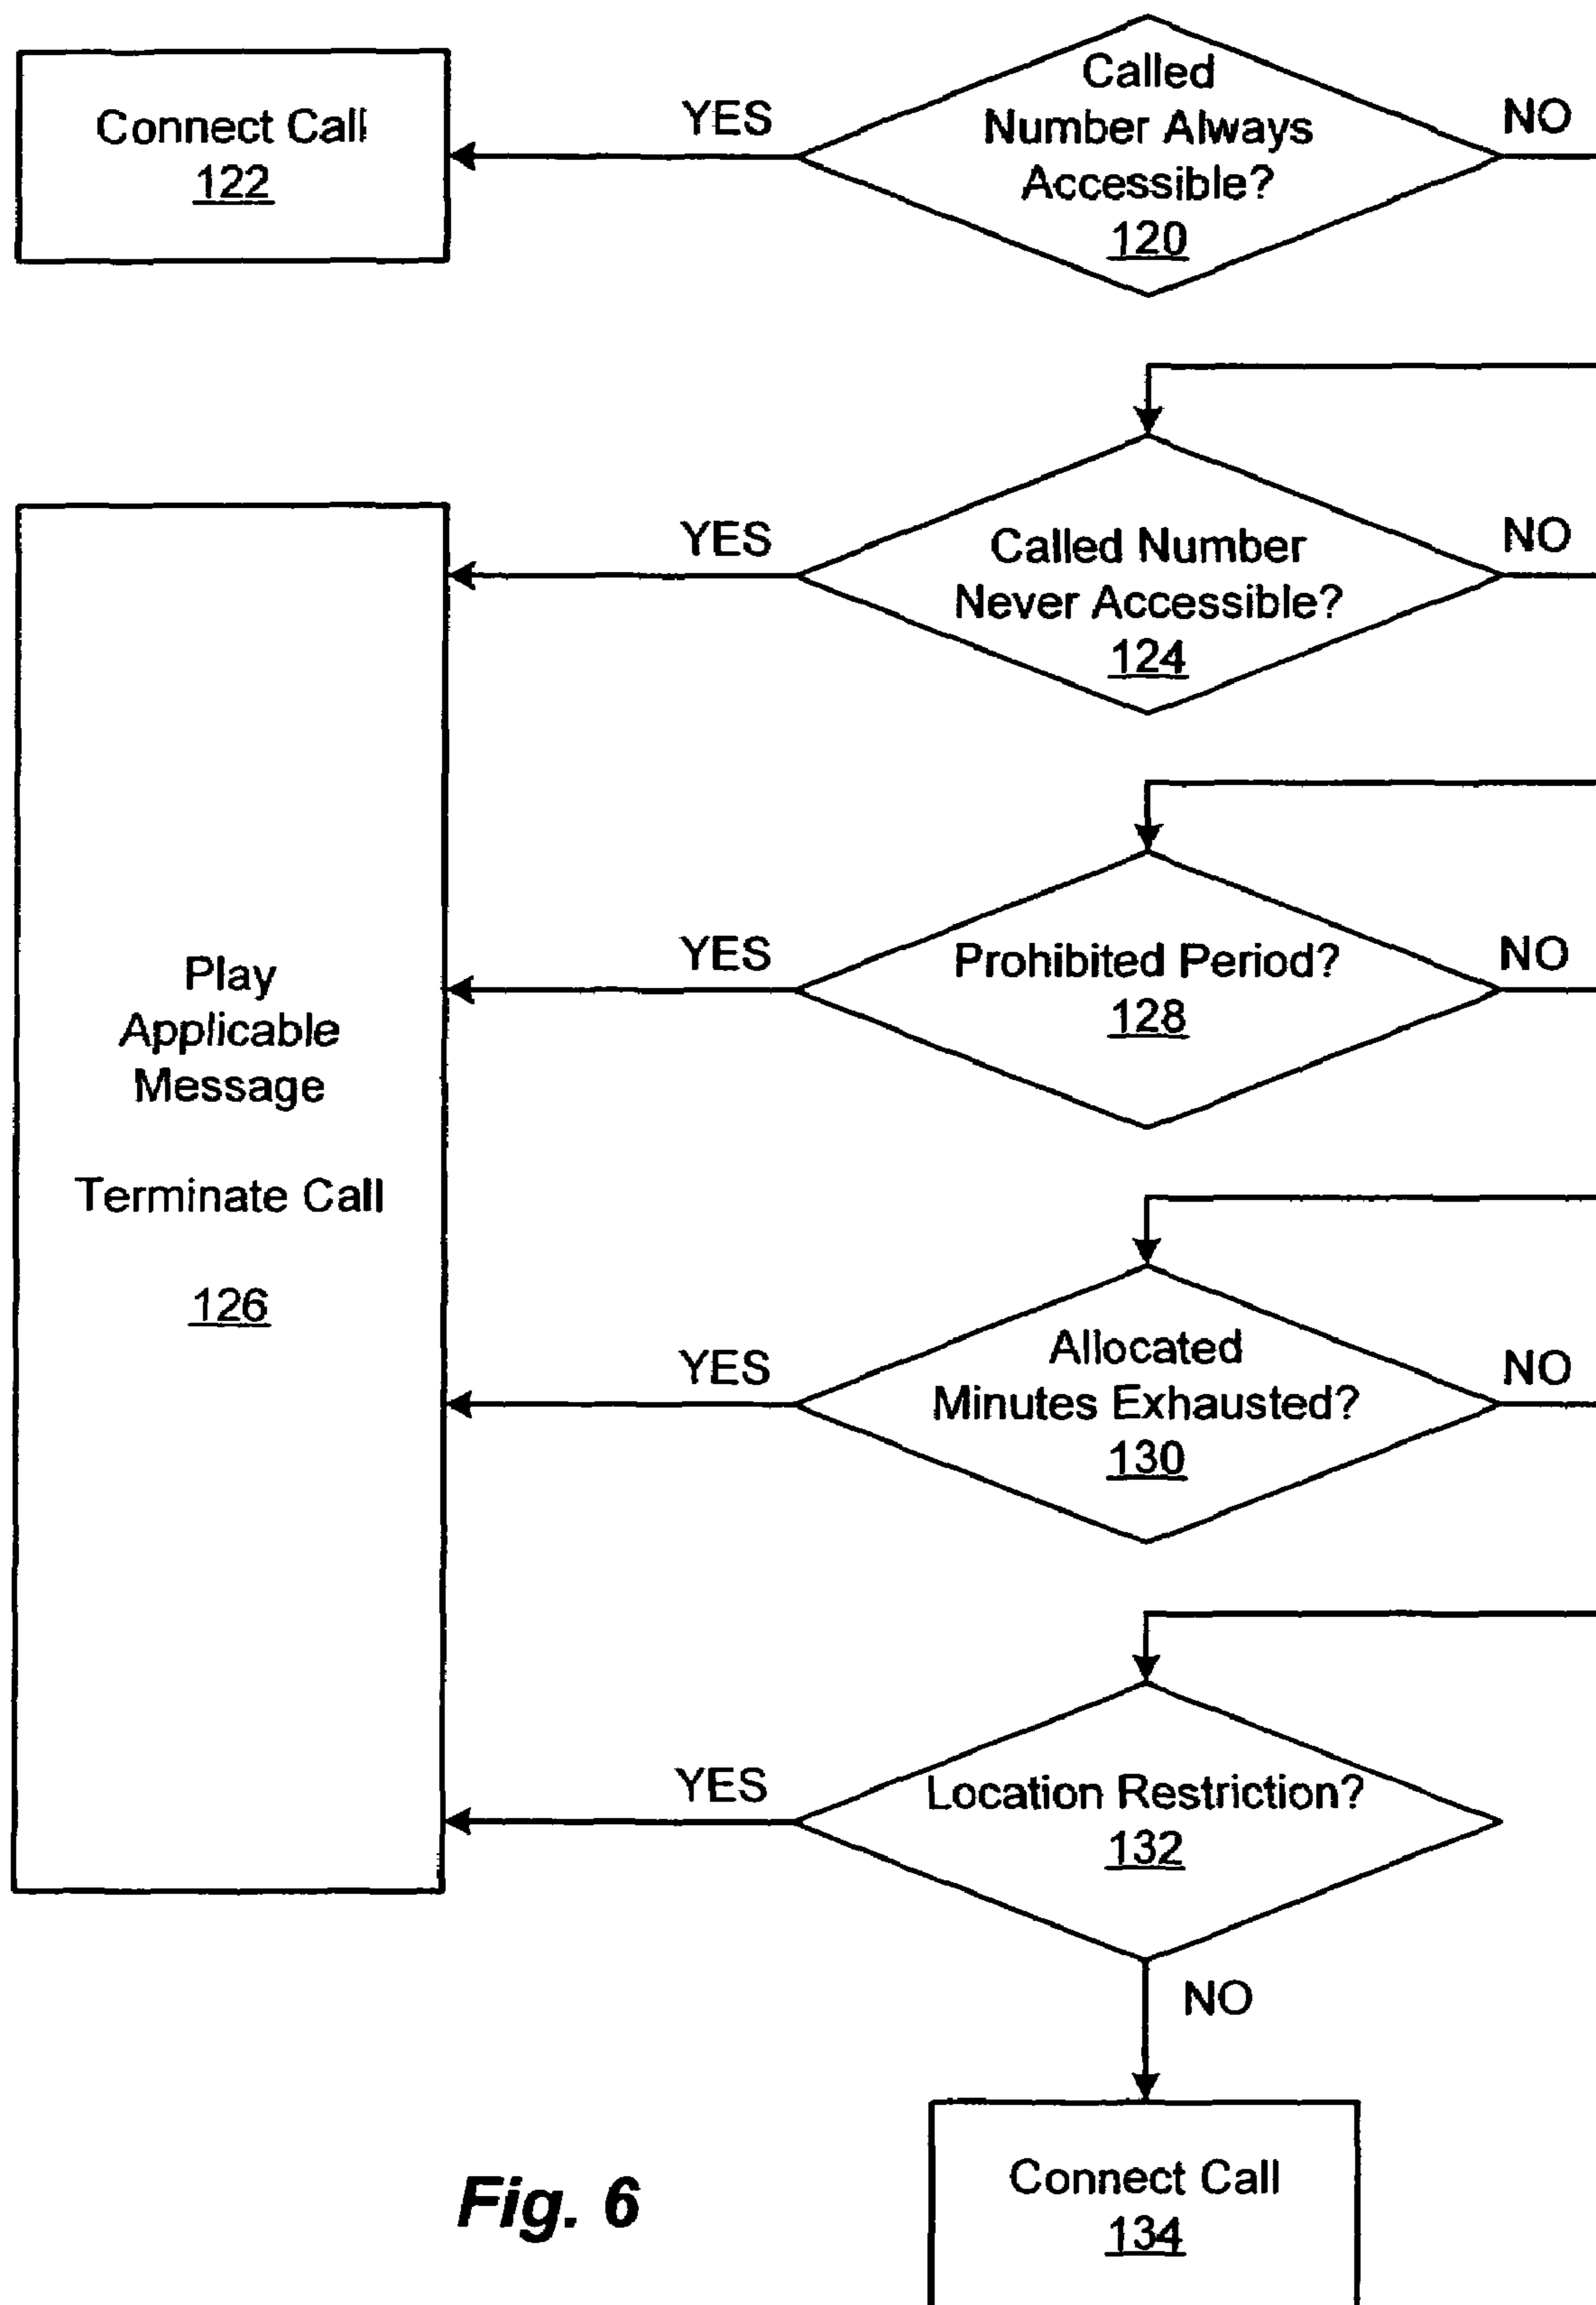 Called
Number Always
Accessible?
120
YES
NO
Connect Call
122
Called Number
Never Accessible?
124
YES
NO
Prohibited Period?
128
YES
NO
Play
Applicable
Message
Terminate Call
126
Allocated
Minutes Exhausted?
130
YES
NO
Location Restriction?
132
YES
NO
Connect Call
134
Fig. 6